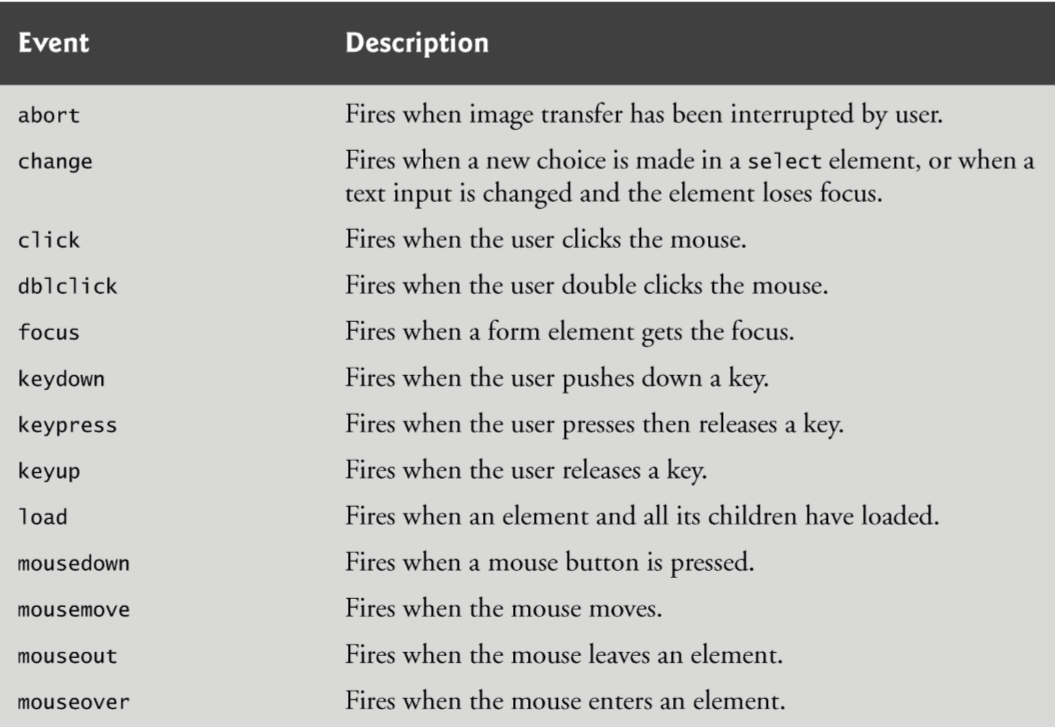 Event Description
abort Fires when image transfer has been interrupted by user.
change Fires when a new choice is made in a select element, or when a
text input is changed and the element loses focus.
click Fires when the user clicks the mouse.
dblclick Fires when the user double clicks the mouse.
focus Fires when a form element gets the focus.
keydown Fires when the user pushes down a key.
keypress Fires when the user presses then releases a key.
keyup Fires when the user releases a key.
load Fires when an element and all its children have loaded.
mousedown Fires when a mouse button is pressed.
mousemove Fires when the mouse moves.
mouseout Fires when the mouse leaves an element.
mouseover Fires when the mouse enters an element.